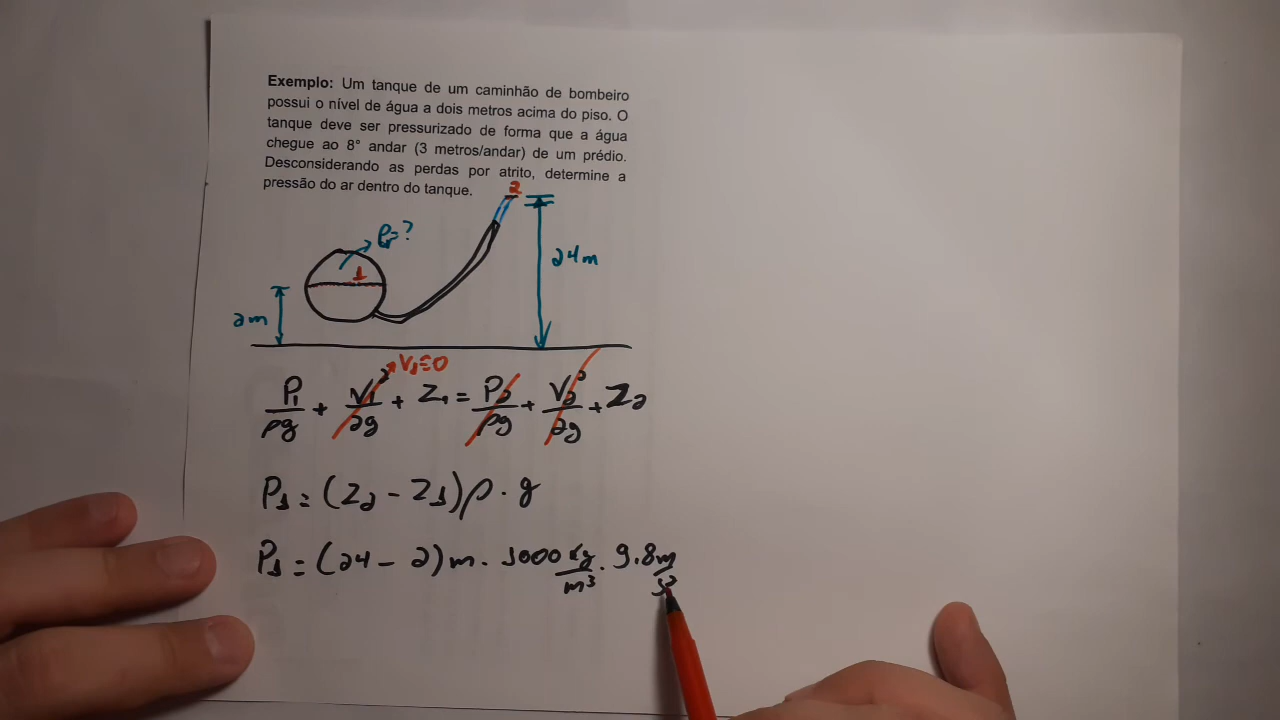 Exemplo: Um tanque de um caminhão de bombeiro
possui o nível de água a dois metros acima do piso. O
tanque deve ser pressurizado de forma que a água
chegue ao 8° andar (3 metros/andar) de um prédio.
Desconsiderando as perdas por atrito, determine a
pressão do ar dentro do tanque.
2
P₁=?
1
24m
2m
V₁=0
P₁/ρg + V₁²/2g + Z₁ = P₂/ρg + V₂²/2g + Z₂
P₁ = (Z₂ - Z₁)ρ · g
P₁ = (24 - 2)m · 1000 kg/m³ · 9.8 m/s²